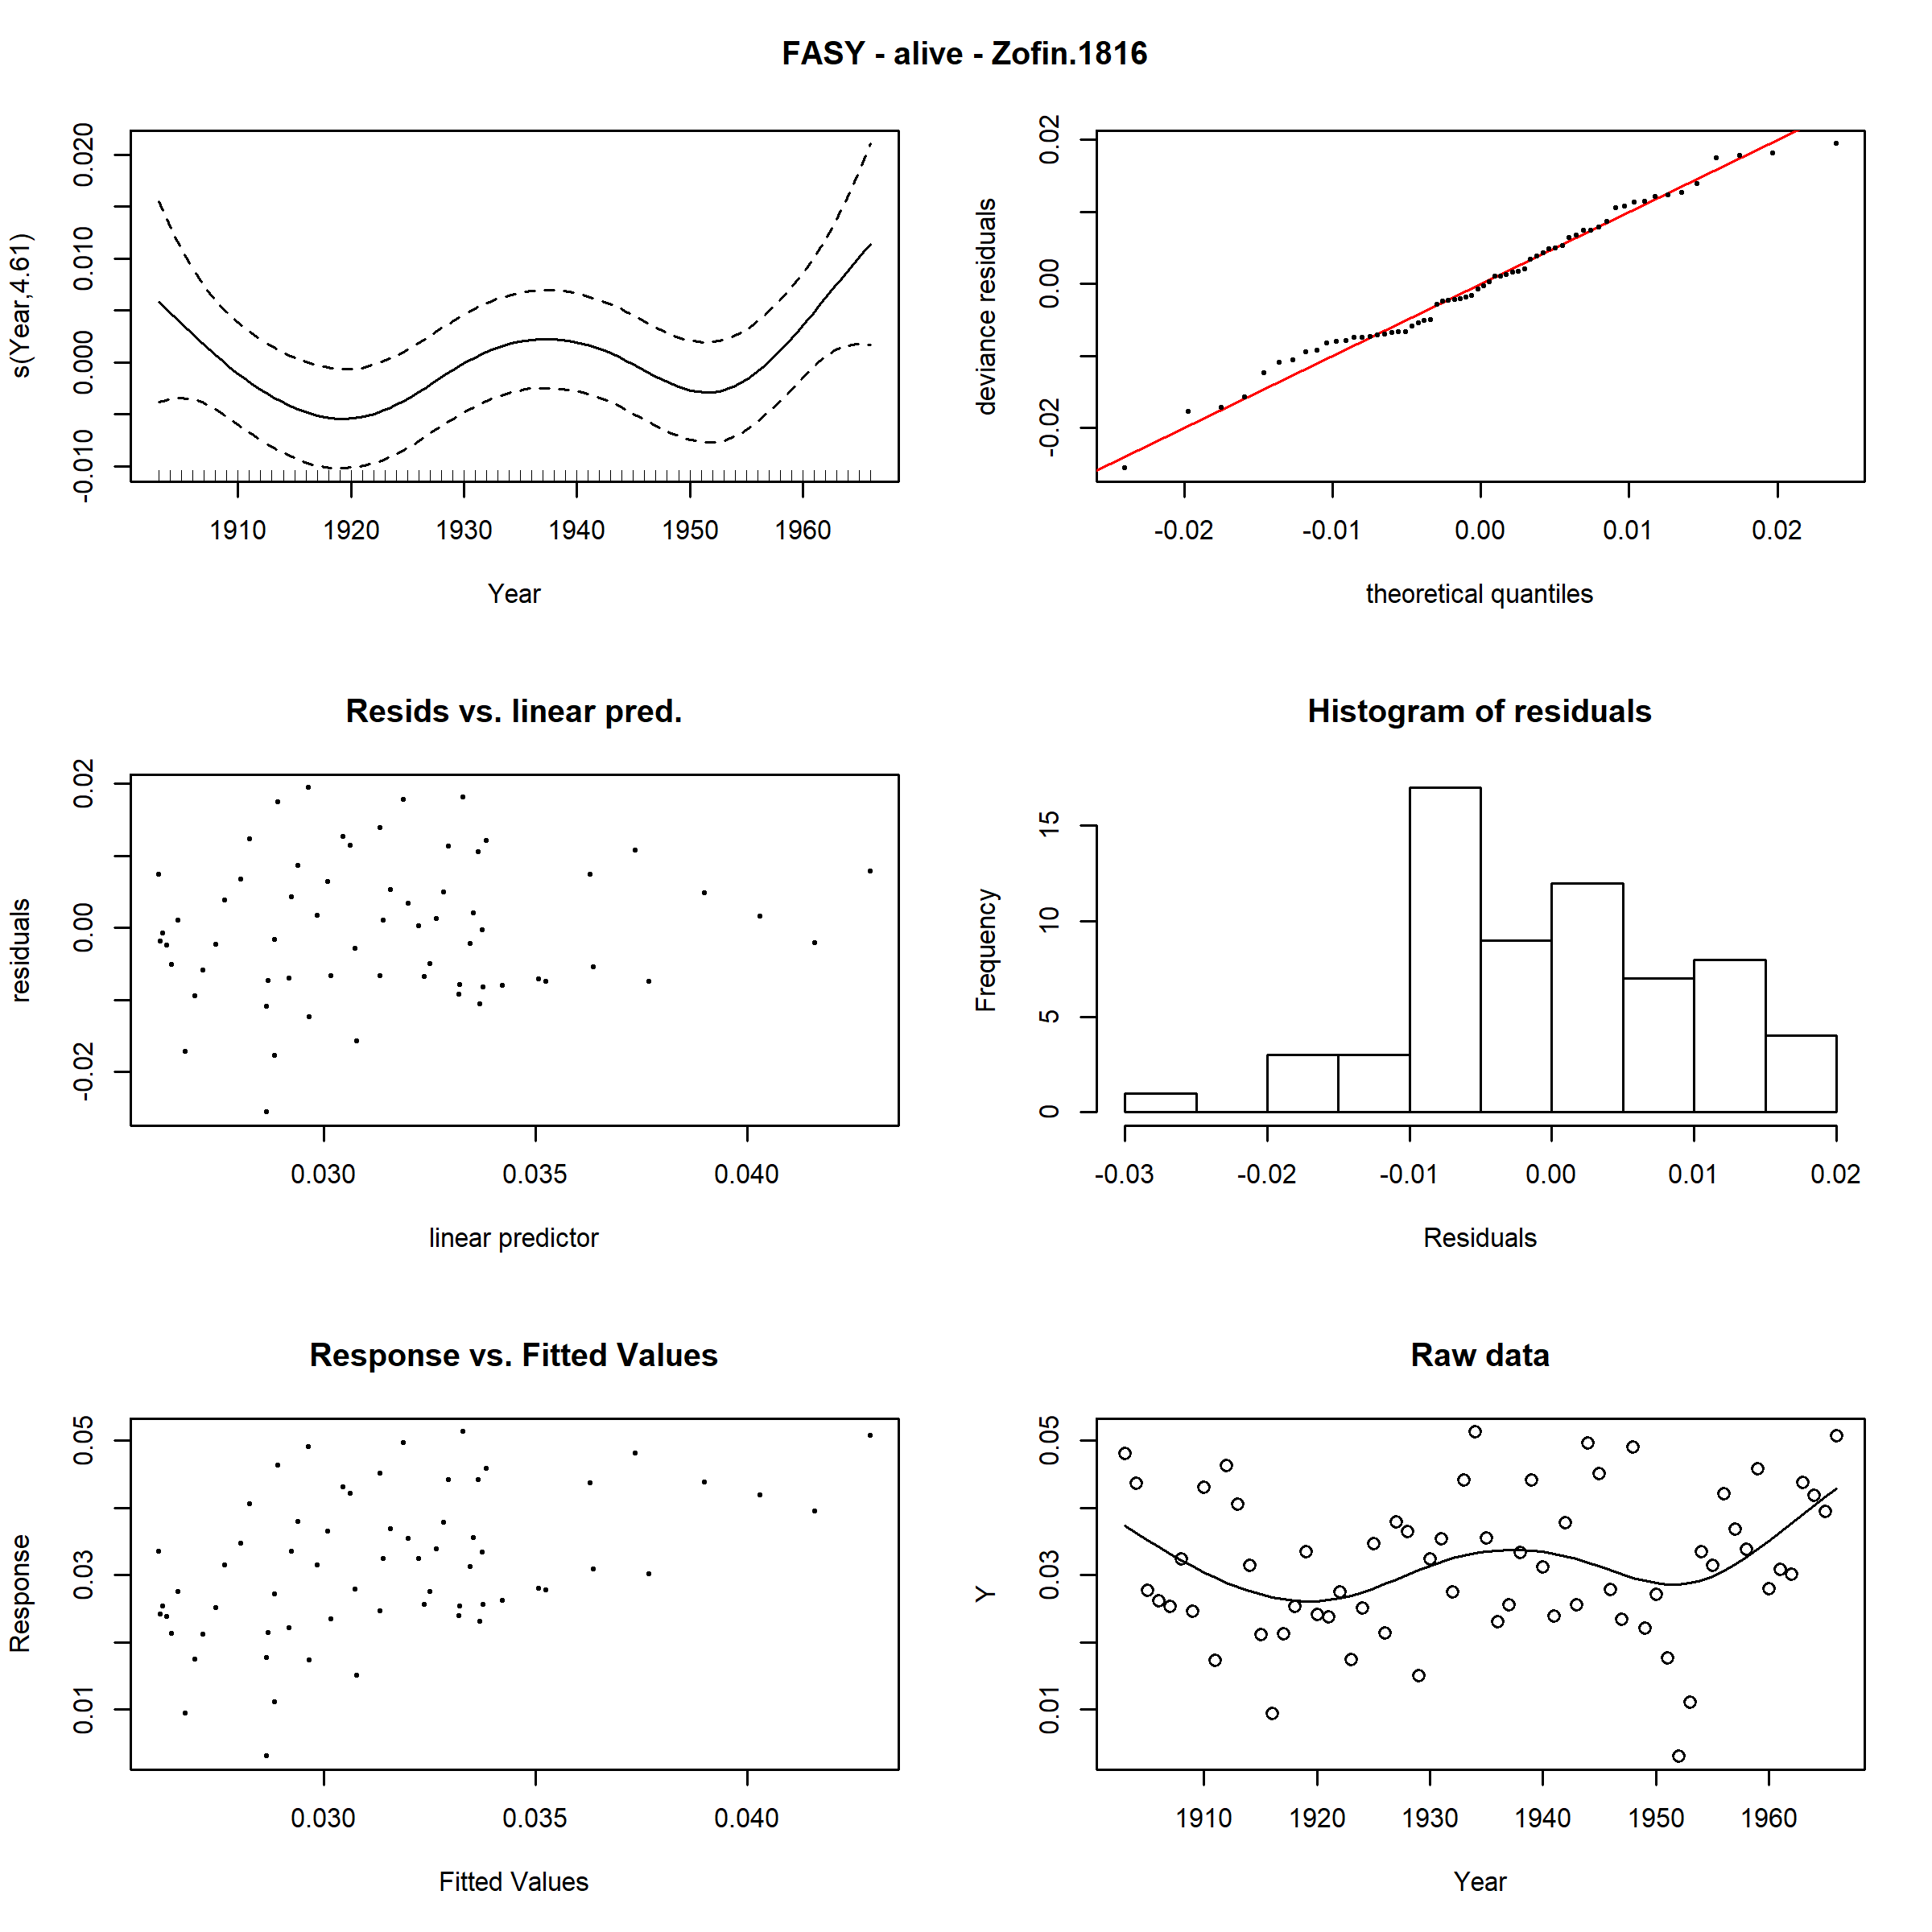 FASY - alive - Zofin.1816
s(Year,4.61)
-0.010 0.000 0.010 0.020
1910 1920 1930 1940 1950 1960
Year
deviance residuals
-0.02 0.00 0.02
-0.02 -0.01 0.00 0.01 0.02
theoretical quantiles
Resids vs. linear pred.
residuals
-0.02 0.00 0.02
0.030 0.035 0.040
linear predictor
Histogram of residuals
Frequency
0 5 10 15
-0.03 -0.02 -0.01 0.00 0.01 0.02
Residuals
Response vs. Fitted Values
Response
0.01 0.03 0.05
0.030 0.035 0.040
Fitted Values
Raw data
Y
0.01 0.03 0.05
1910 1920 1930 1940 1950 1960
Year